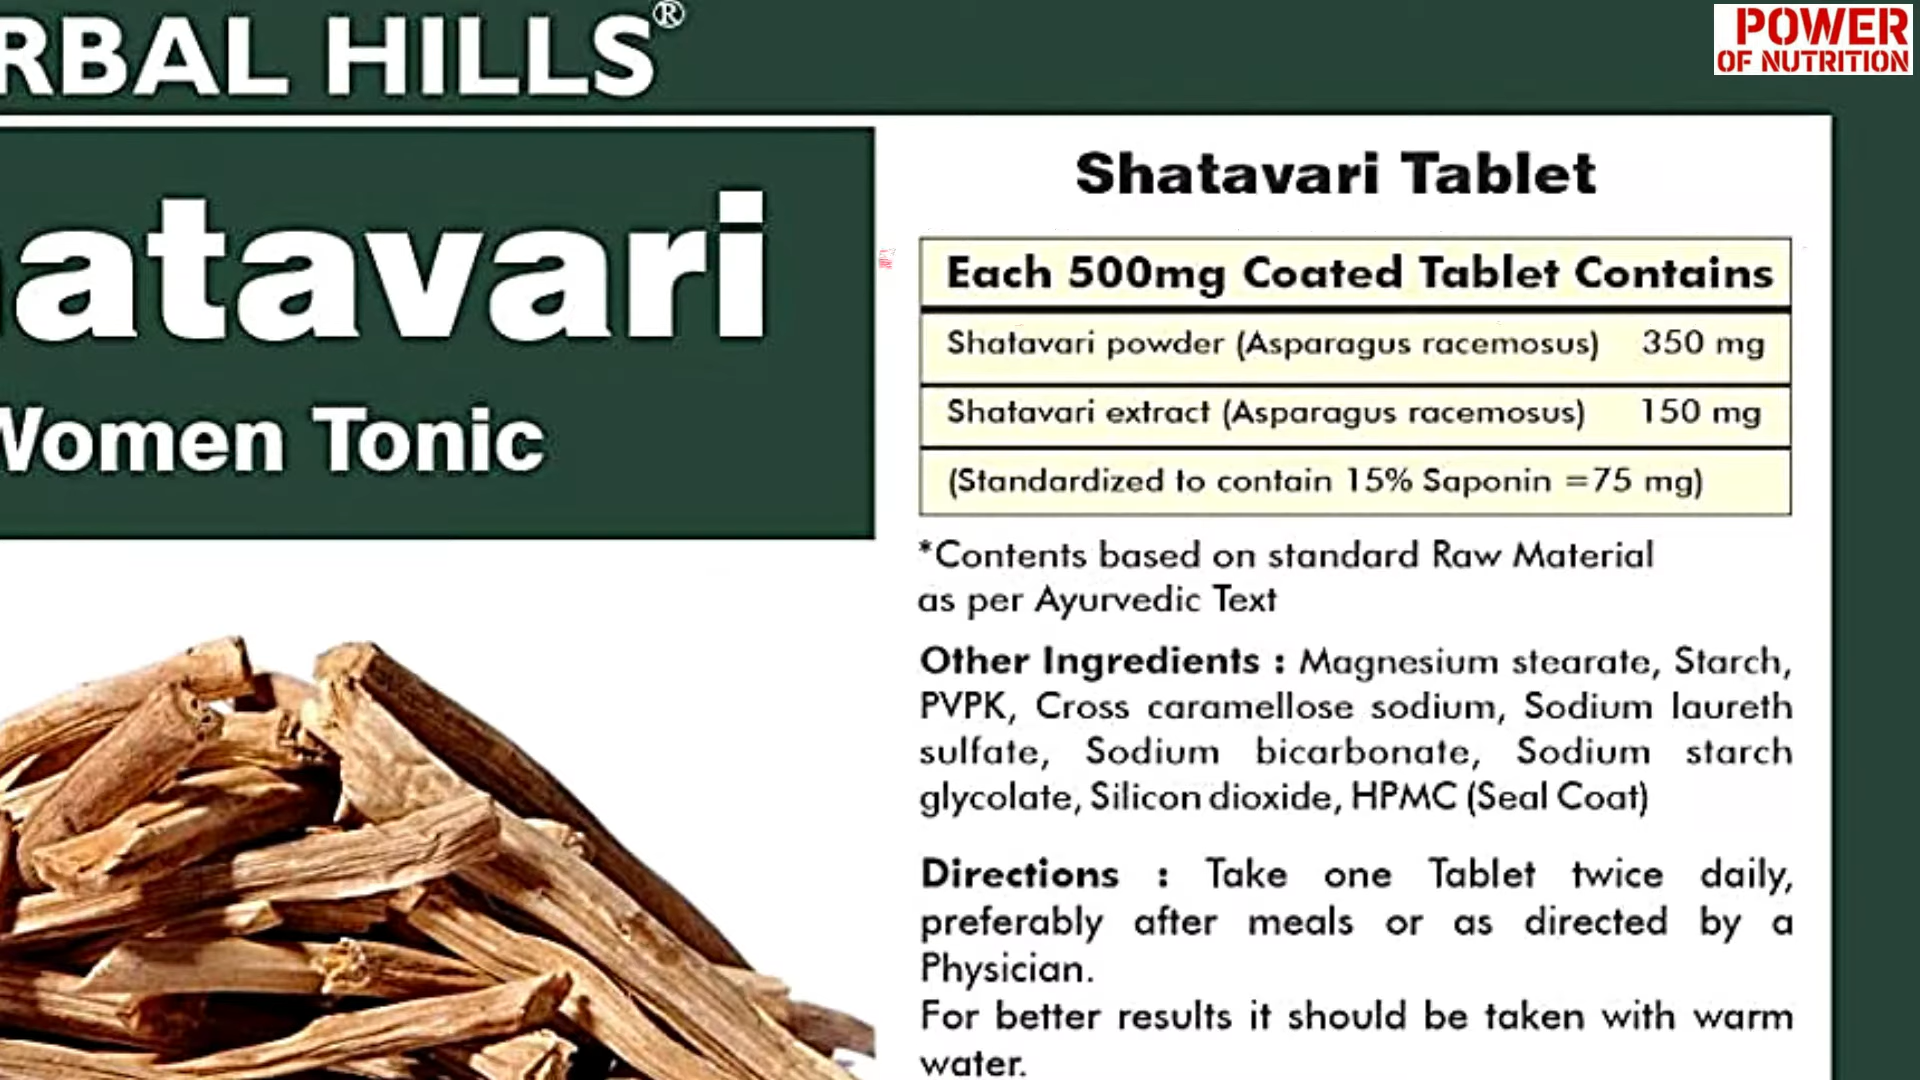 RBAL HILLS®
POWER
OF NUTRITION
atavari
Women Tonic
Shatavari Tablet
Each 500mg Coated Tablet Contains
Shatavari powder (Asparagus racemosus) 350 mg
Shatavari extract (Asparagus racemosus) 150 mg
(Standardized to contain 15% Saponin =75 mg)
*Contents based on standard Raw Material
as per Ayurvedic Text
Other Ingredients : Magnesium stearate, Starch,
PVPK, Cross caramellose sodium, Sodium laureth
sulfate, Sodium bicarbonate, Sodium starch
glycolate, Silicon dioxide, HPMC (Seal Coat)
Directions : Take one Tablet twice daily,
preferably after meals or as directed by a
Physician.
For better results it should be taken with warm
water.